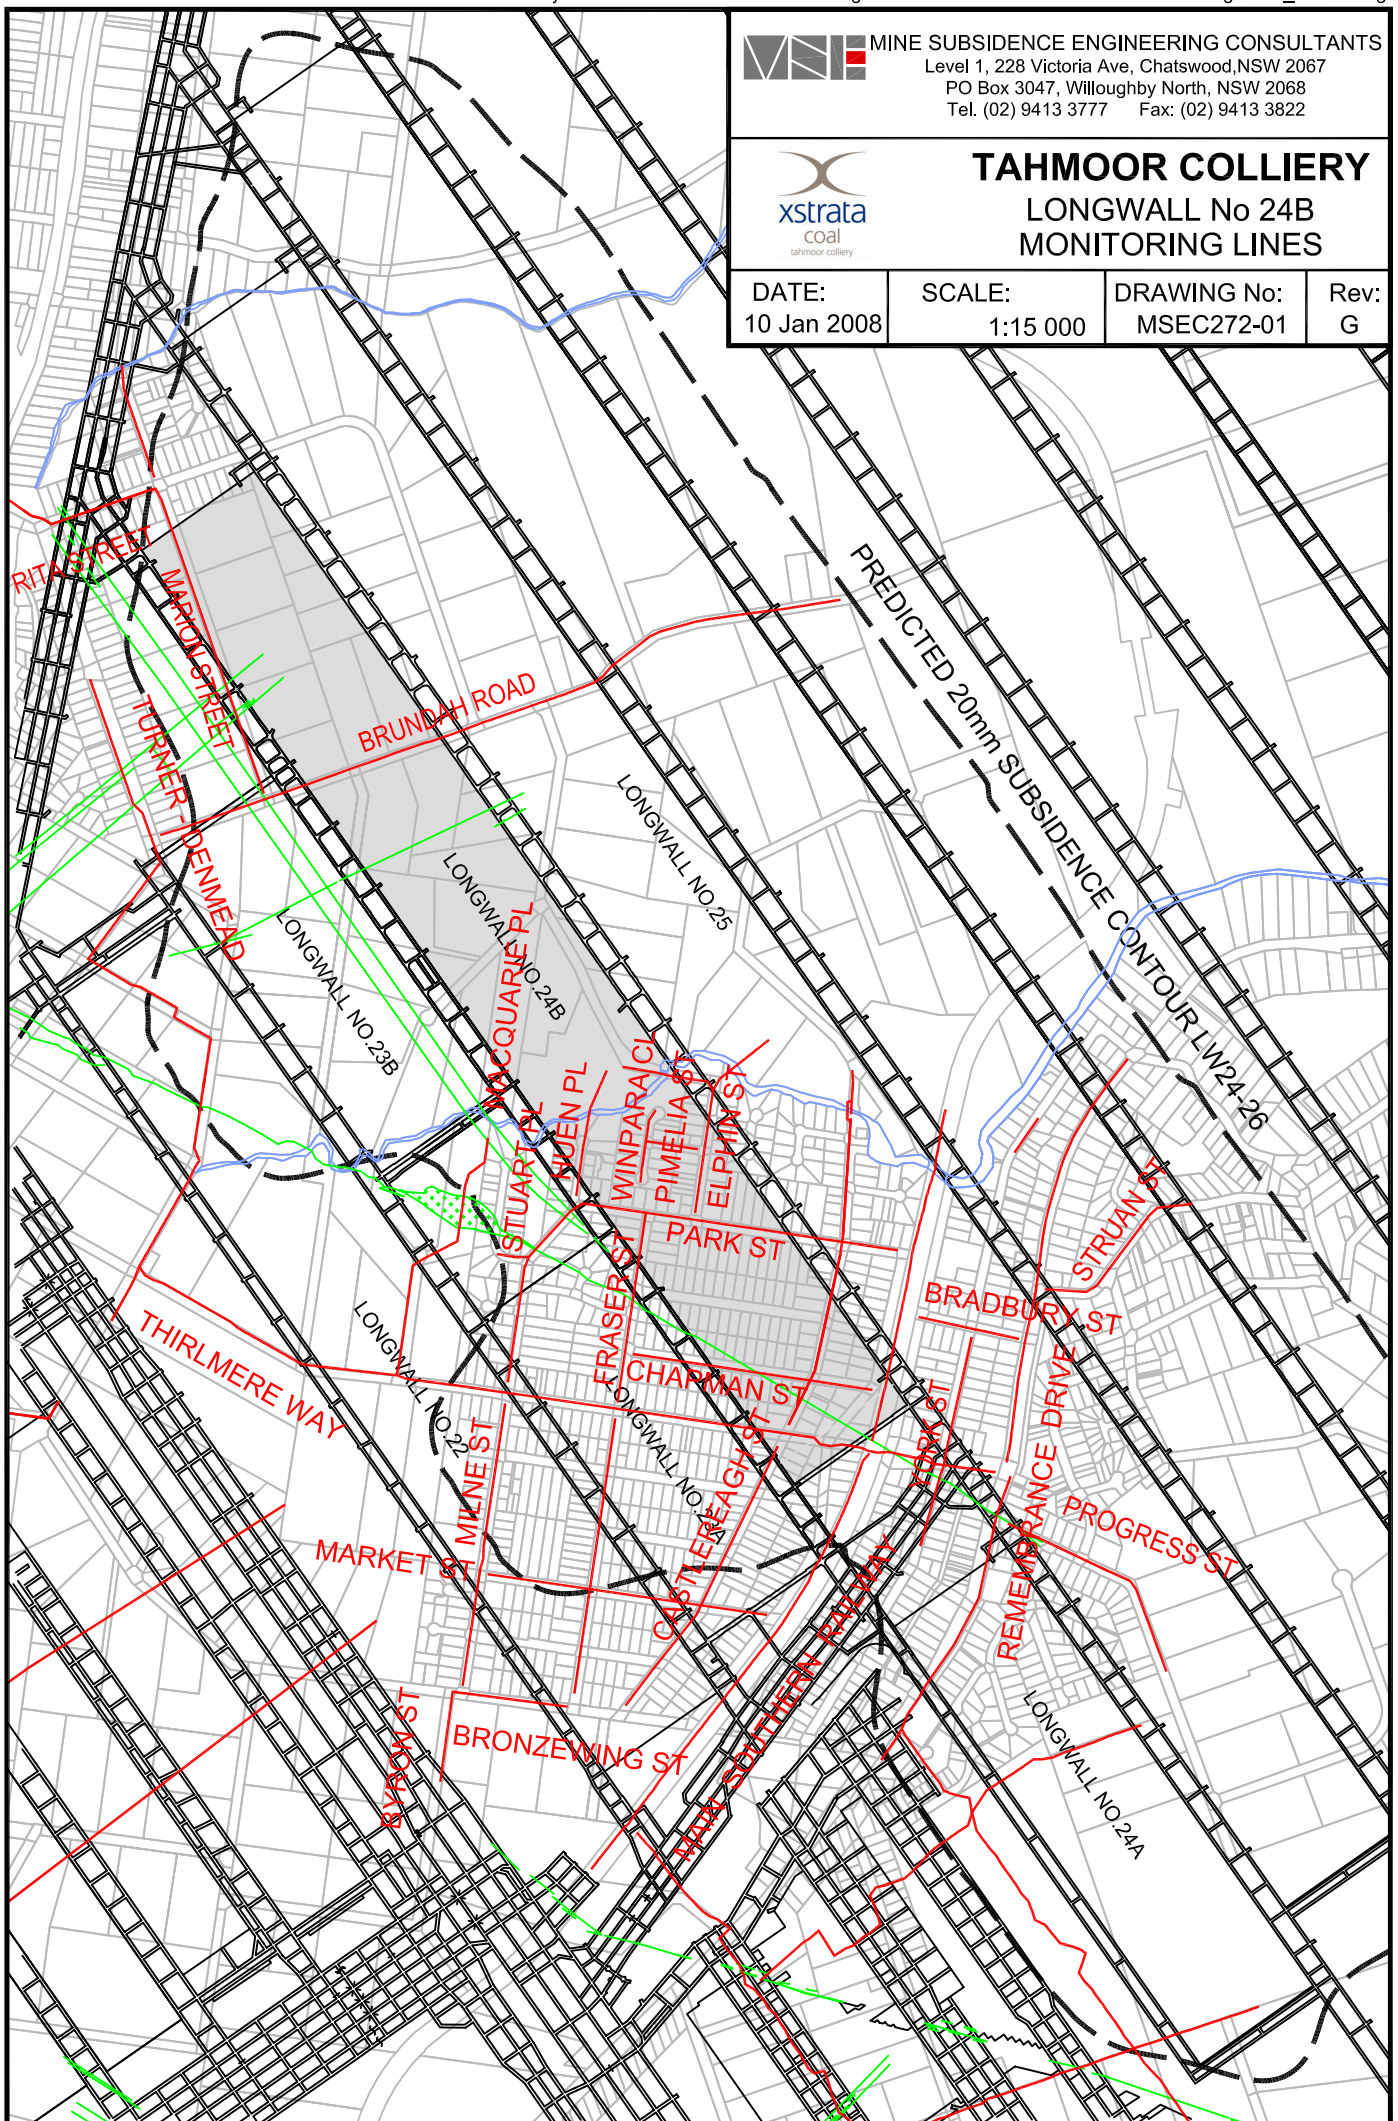 MINE SUBSIDENCE ENGINEERING CONSULTANTS
Level 1, 228 Victoria Ave, Chatswood,NSW 2067
PO Box 3047, Willoughby North, NSW 2068
Tel. (02) 9413 3777 Fax: (02) 9413 3822
xstrata
coal
tahmoor colliery
TAHMOOR COLLIERY
LONGWALL No 24B
MONITORING LINES
DATE:
10 Jan 2008
SCALE:
1:15 000
DRAWING No:
MSEC272-01
Rev:
G
RITA STREET
MARION STREET
PREDICTED 20mm SUBSIDENCE CONTOUR LW24-26
BRUNDAH ROAD
TURNER - DENMEAD
LONGWALL NO.25
LONGWALL NO.24B
LONGWALL NO.23B
MACQUARIE PL
STUART PL
HUEN PL
WINPARA CL
PIMELIA ST
ELPHIN ST
PARK ST
FRASER ST
STRUAN ST
BRADBURY ST
THIRLMERE WAY
LONGWALL NO.22
CHAPMAN ST
MILNE ST
CASTLEREAGH ST
YORK ST
REMEMBRANCE DRIVE
PROGRESS ST
MARKET ST
MAIN SOUTHERN RAILWAY
BYRON ST
BRONZEWING ST
LONGWALL NO.24A